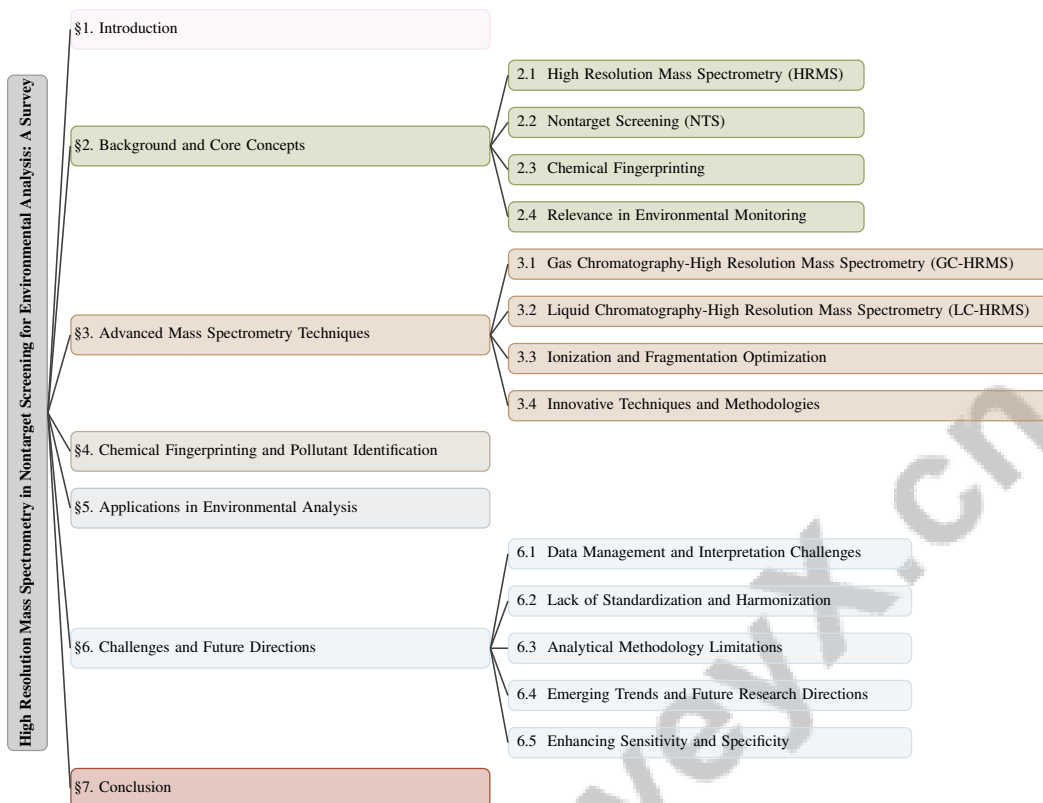 High Resolution Mass Spectrometry in Nontarget Screening for Environmental Analysis: A Survey
§1. Introduction
§2. Background and Core Concepts
2.1 High Resolution Mass Spectrometry (HRMS)
2.2 Nontarget Screening (NTS)
2.3 Chemical Fingerprinting
2.4 Relevance in Environmental Monitoring
§3. Advanced Mass Spectrometry Techniques
3.1 Gas Chromatography-High Resolution Mass Spectrometry (GC-HRMS)
3.2 Liquid Chromatography-High Resolution Mass Spectrometry (LC-HRMS)
3.3 Ionization and Fragmentation Optimization
3.4 Innovative Techniques and Methodologies
§4. Chemical Fingerprinting and Pollutant Identification
§5. Applications in Environmental Analysis
§6. Challenges and Future Directions
6.1 Data Management and Interpretation Challenges
6.2 Lack of Standardization and Harmonization
6.3 Analytical Methodology Limitations
6.4 Emerging Trends and Future Research Directions
6.5 Enhancing Sensitivity and Specificity
§7. Conclusion
veyx.cn